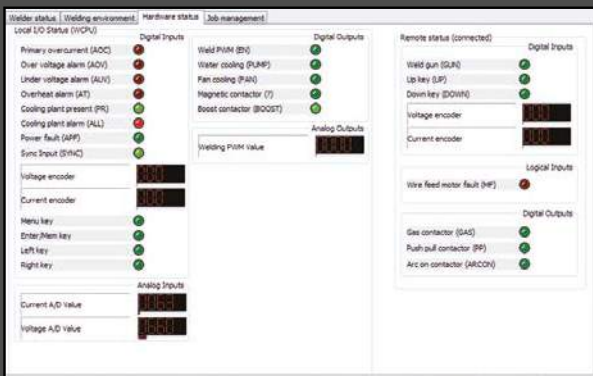 Welder status Welding environment Hardware status Job management
Local I/O Status (WCPU)
Digital Inputs
Primary overcurrent (AOC)
Over voltage alarm (AOV)
Under voltage alarm (AUV)
Overheat alarm (AT)
Cooling plant present (PR)
Cooling plant alarm (ALL)
Power fault (APF)
Sync Input (SYNC)
Voltage encoder
Current encoder
Menu key
Enter/Mem key
Left key
Right key
Analog Inputs
Current A/D Value
Voltage A/D Value
Digital Outputs
Weld PWM (EN)
Water cooling (PUMP)
Fan cooling (FAN)
Magnetic contactor (?)
Boost contactor (BOOST)
Analog Outputs
Welding PWM Value
Remote status (connected)
Digital Inputs
Weld gun (GUN)
Up key (UP)
Down key (DOWN)
Voltage encoder
Current encoder
Logical Inputs
Wire feed motor fault (MF)
Digital Outputs
Gas contactor (GAS)
Push pull contactor (PP)
Arc on contactor (ARCON)